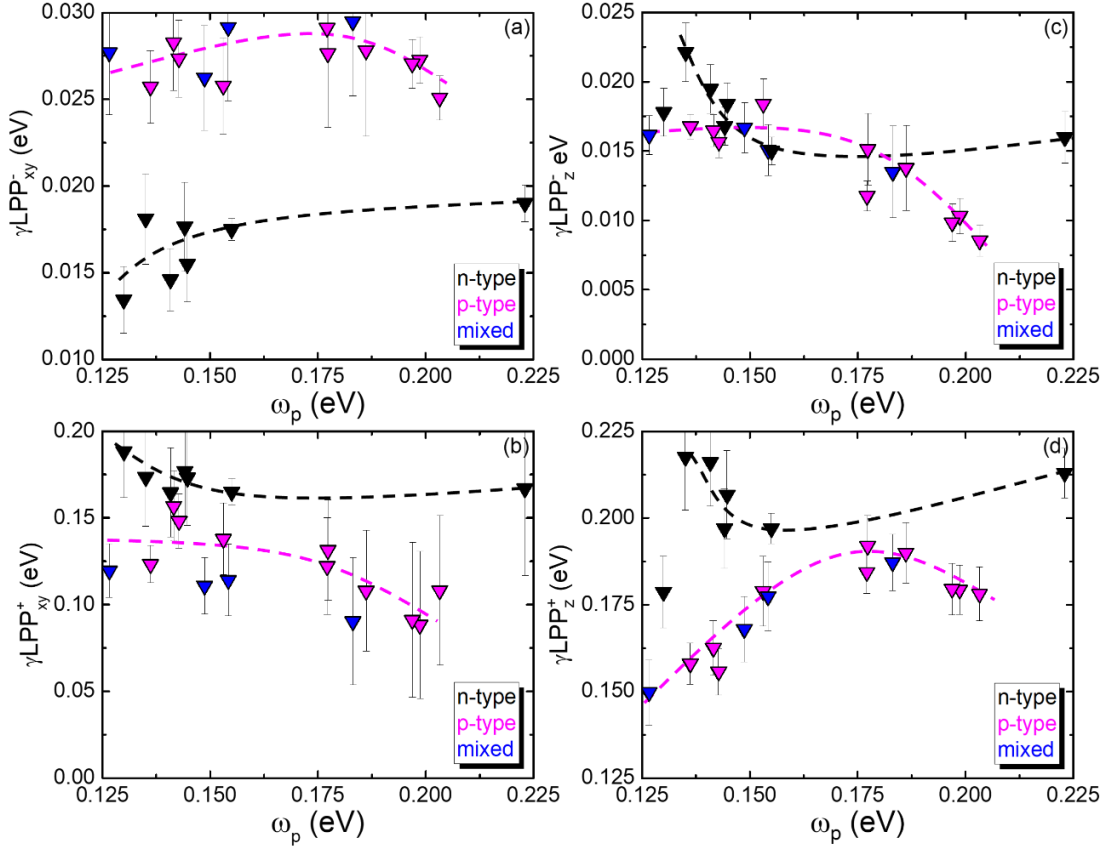 (a)
0.030
0.025
0.020
0.015
0.010
γLPP⁻xy (eV)
n-type
p-type
mixed
0.125 0.150 0.175 0.200 0.225
ωp (eV)
(c)
0.025
0.020
0.015
0.010
0.005
0.000
γLPP⁻z eV
n-type
p-type
mixed
0.125 0.150 0.175 0.200 0.225
ωp (eV)
(b)
0.20
0.15
0.10
0.05
0.00
γLPP⁺xy (eV)
n-type
p-type
mixed
0.125 0.150 0.175 0.200 0.225
ωp (eV)
(d)
0.225
0.200
0.175
0.150
0.125
γLPP⁺z (eV)
n-type
p-type
mixed
0.125 0.150 0.175 0.200 0.225
ωp (eV)